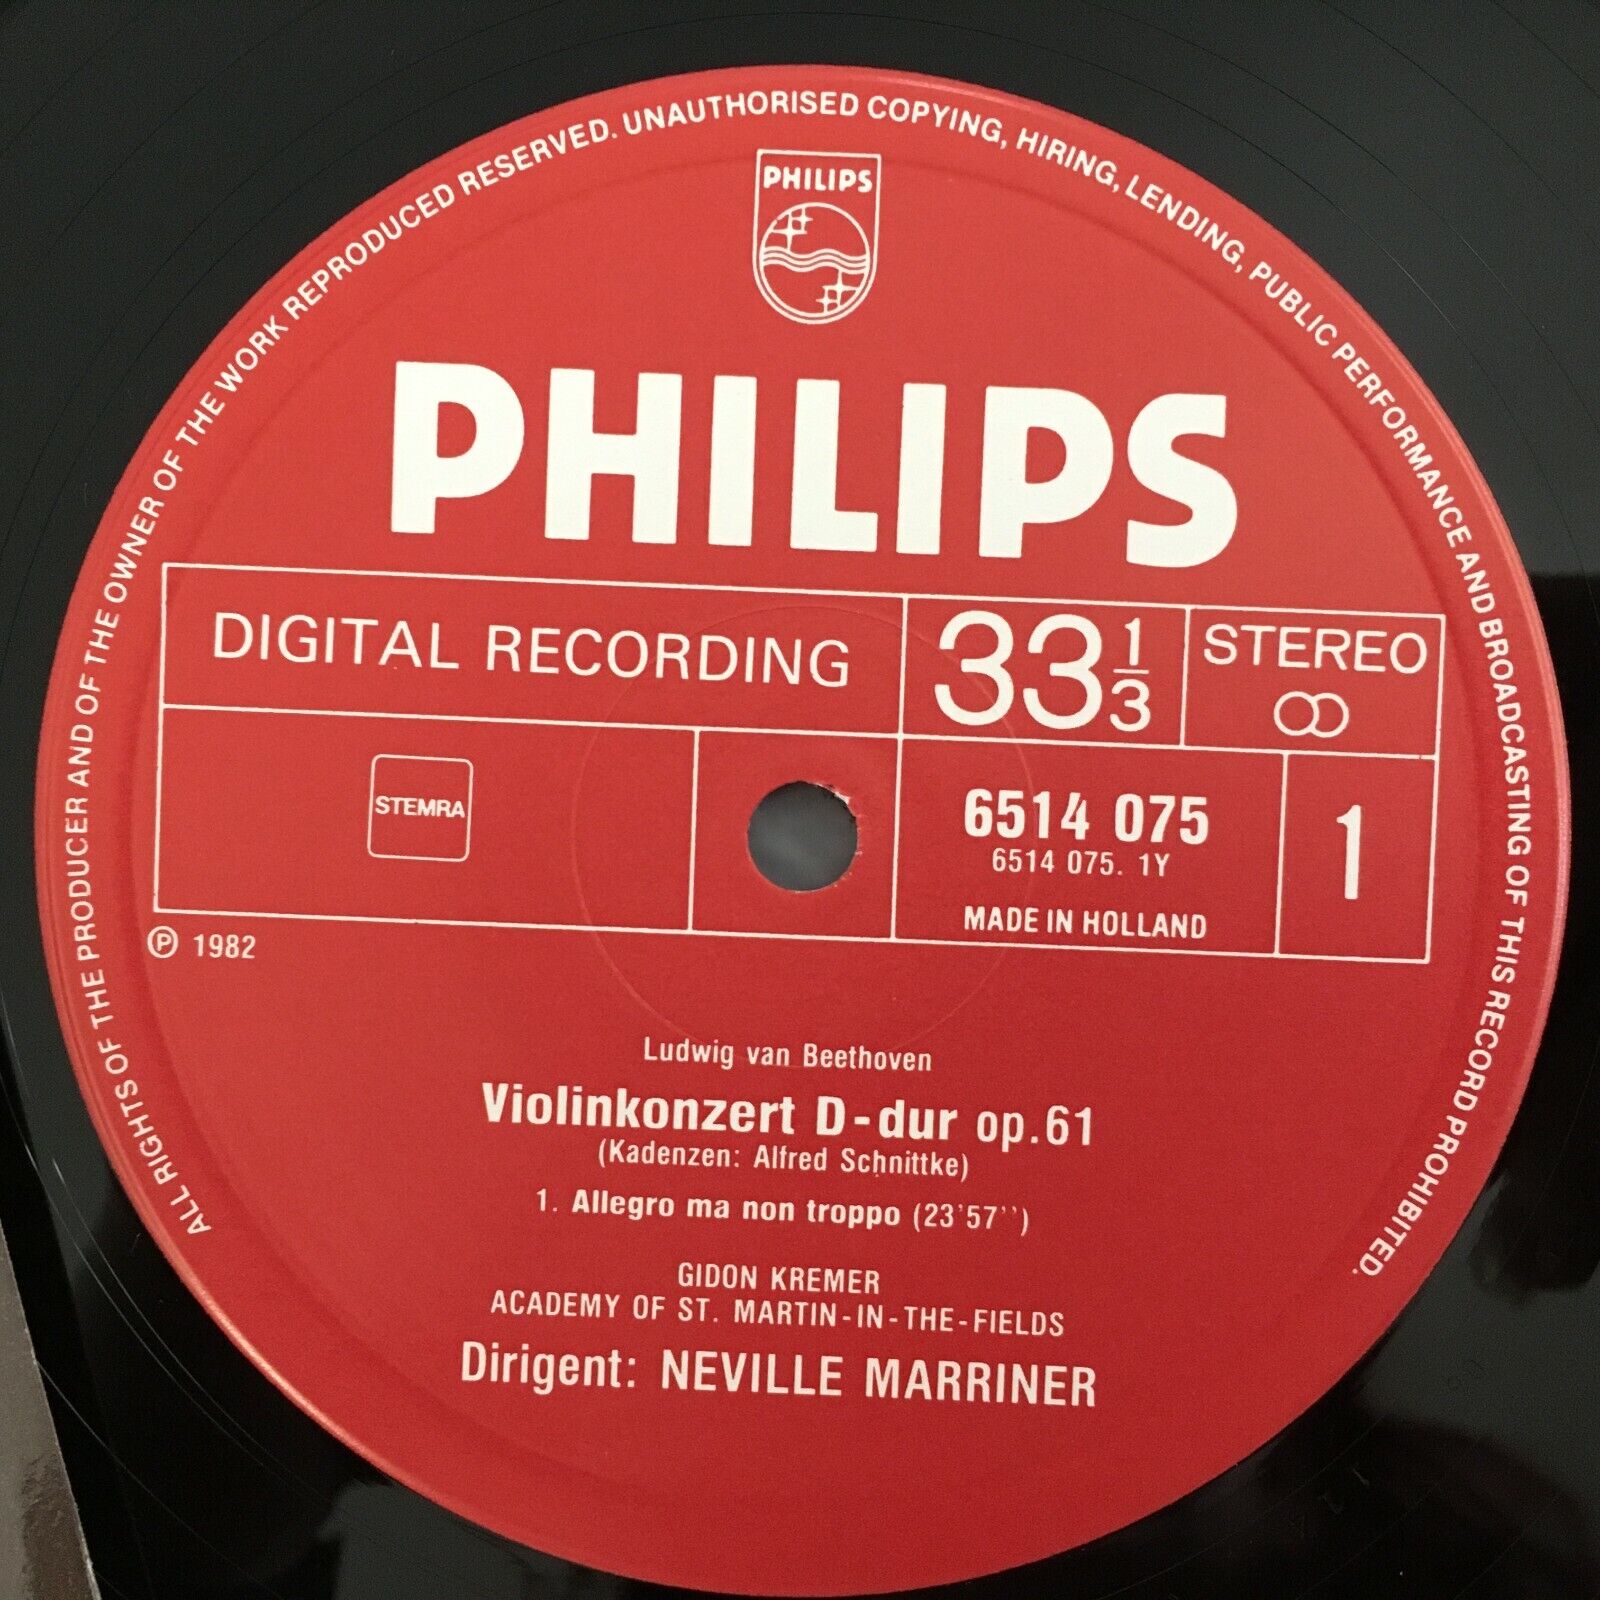 ALL RIGHTS OF THE PRODUCER AND OF THE OWNER OF THE WORK REPRODUCED RESERVED. UNAUTHORISED COPYING, HIRING, LENDING, PUBLIC PERFORMANCE AND BROADCASTING OF THIS RECORD PROHIBITED.
PHILIPS
PHILIPS
DIGITAL RECORDING
33 1/3
STEREO
STEMRA
6514 075
6514 075. 1Y
MADE IN HOLLAND
1
Ⓟ 1982
Ludwig van Beethoven
Violinkonzert D-dur op.61
(Kadenzen: Alfred Schnittke)
1. Allegro ma non troppo (23'57'')
GIDON KREMER
ACADEMY OF ST. MARTIN-IN-THE-FIELDS
Dirigent: NEVILLE MARRINER